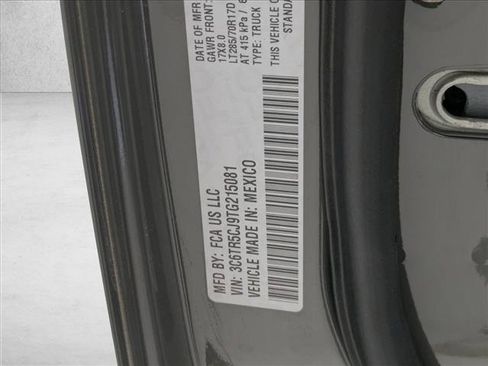 DATE OF MFR
GAWR FRONT:
17X8.0
LT285/70R17D
AT 415 kPa /
TYPE: TRUCK
THIS VEHICLE
STANDA
MFD BY: FCA US LLC
VIN: 3C6TR5CJ9TG215081
VEHICLE MADE IN: MEXICO